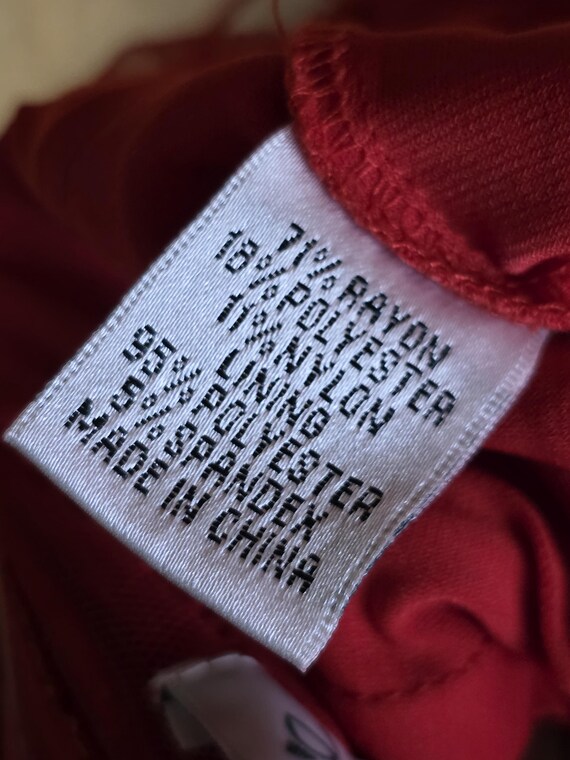 71% RAYON
18% POLYESTER
11% NYLON
LINING
95% POLYESTER
5% SPANDEX
MADE IN CHINA